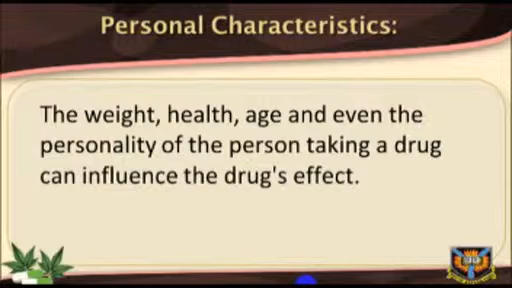 Personal Characteristics:
The weight, health, age and even the
personality of the person taking a drug
can influence the drug's effect.